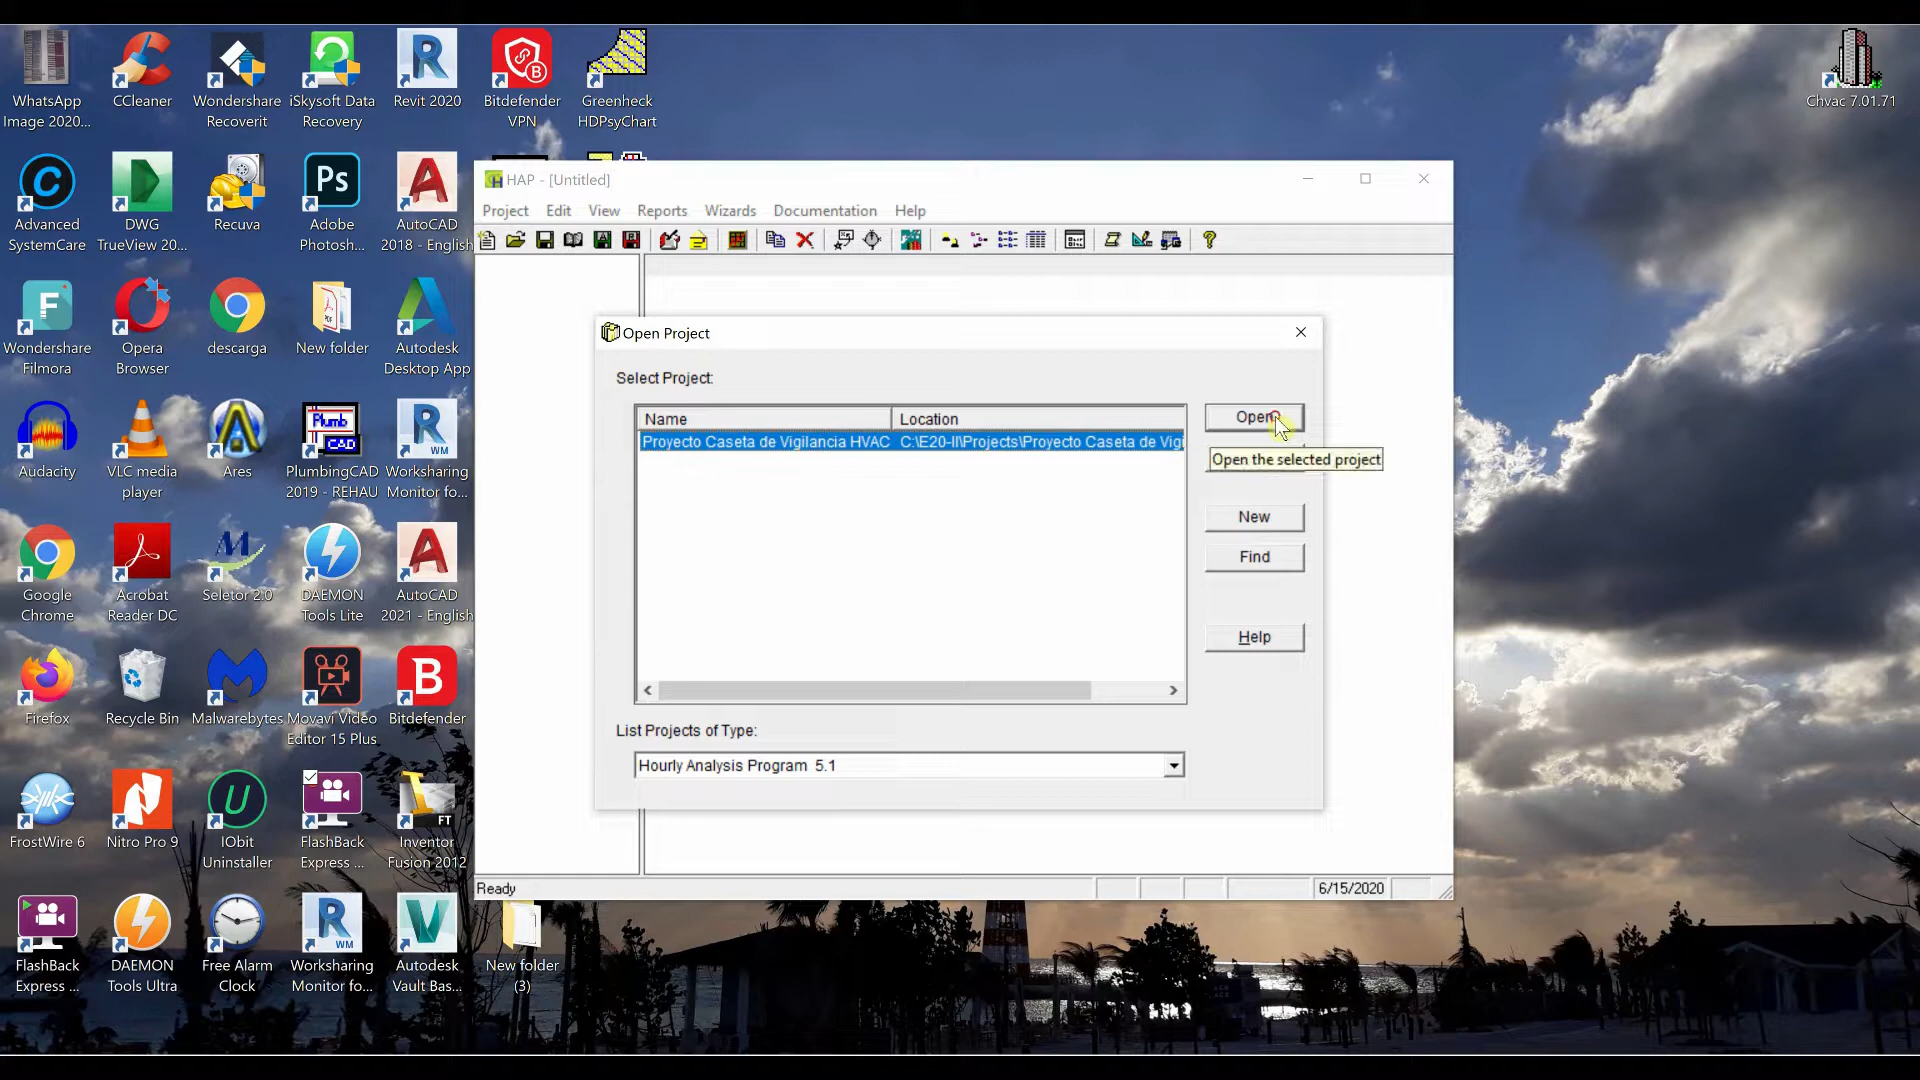 WhatsApp
Image 2020...
CCleaner
Wondershare
Recoverit
iSkysoft Data
Recovery
Revit 2020
Bitdefender
VPN
Greenheck
HDPsyChart
Chvac 7.01.71
Advanced
SystemCare
DWG
TrueView 20...
Recuva
Adobe
Photosh...
AutoCAD
2018 - English
Wondershare
Filmora
Opera
Browser
descarga
New folder
Autodesk
Desktop App
Audacity
VLC media
player
Ares
PlumbingCAD
2019 - REHAU
Worksharing
Monitor fo...
Google
Chrome
Acrobat
Reader DC
Seletor 2.0
DAEMON
Tools Lite
AutoCAD
2021 - English
Firefox
Recycle Bin
Malwarebytes
Movavi Video
Editor 15 Plus
Bitdefender
FrostWire 6
Nitro Pro 9
IObit
Uninstaller
FlashBack
Express ...
Inventor
Fusion 2012
FlashBack
Express ...
DAEMON
Tools Ultra
Free Alarm
Clock
Worksharing
Monitor fo...
Autodesk
Vault Bas...
New folder
(3)
HAP - [Untitled]
Project Edit View Reports Wizards Documentation Help
Open Project
Select Project:
Name Location
Proyecto Caseta de Vigilancia HVAC C:\E20-II\Projects\Proyecto Caseta de Vigi
Open
Open the selected project
New
Find
Help
List Projects of Type:
Hourly Analysis Program 5.1
Ready
6/15/2020